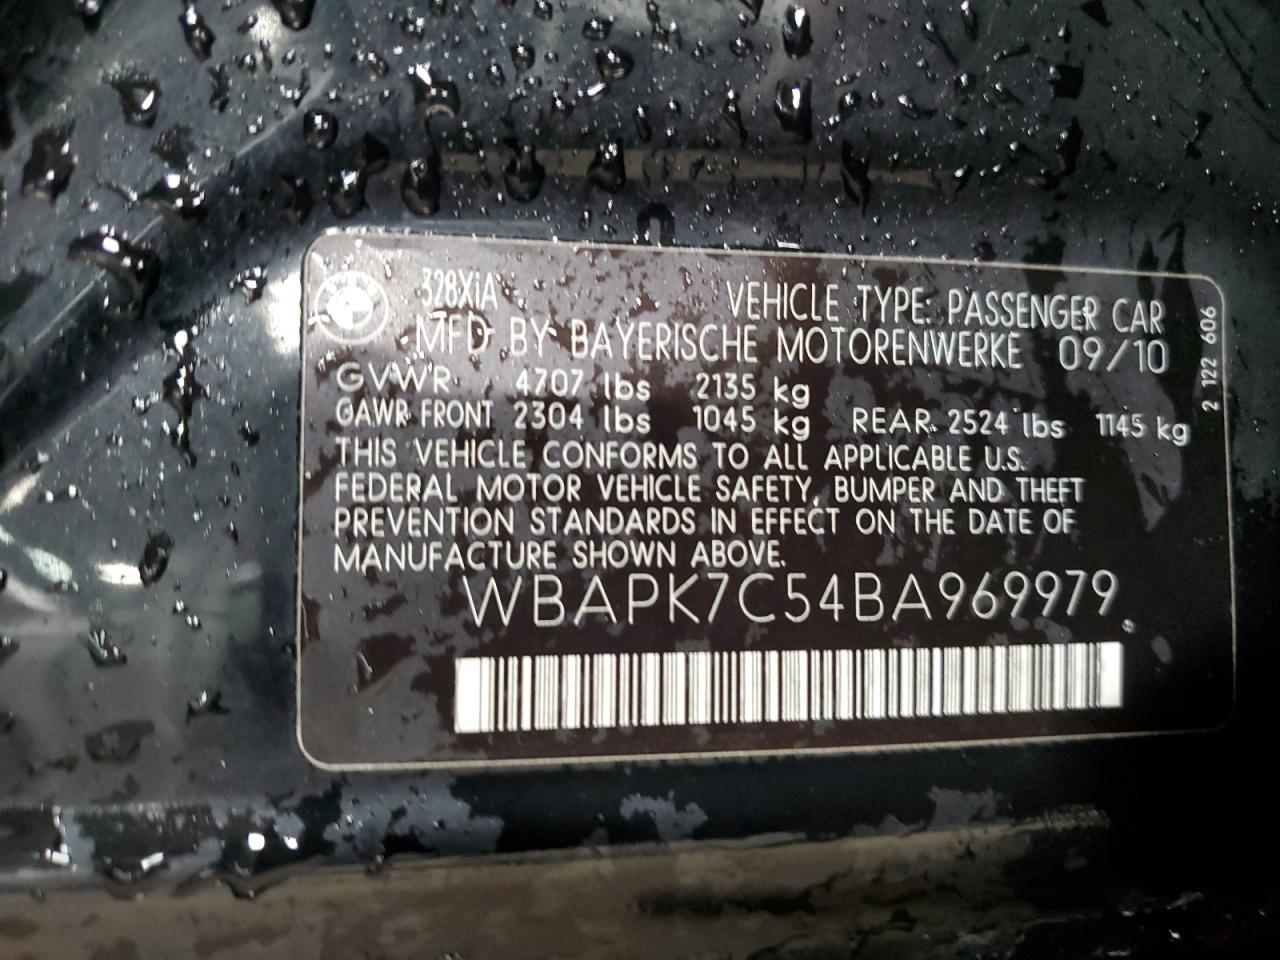 328XiA VEHICLE TYPE: PASSENGER CAR
MFD BY BAYERISCHE MOTORENWERKE 09/10
GVWR 4707 lbs 2135 kg
GAWR FRONT 2304 lbs 1045 kg REAR 2524 lbs 1145 kg
THIS VEHICLE CONFORMS TO ALL APPLICABLE U.S.
FEDERAL MOTOR VEHICLE SAFETY, BUMPER AND THEFT
PREVENTION STANDARDS IN EFFECT ON THE DATE OF
MANUFACTURE SHOWN ABOVE.
WBAPK7C54BA969979
2 122 606